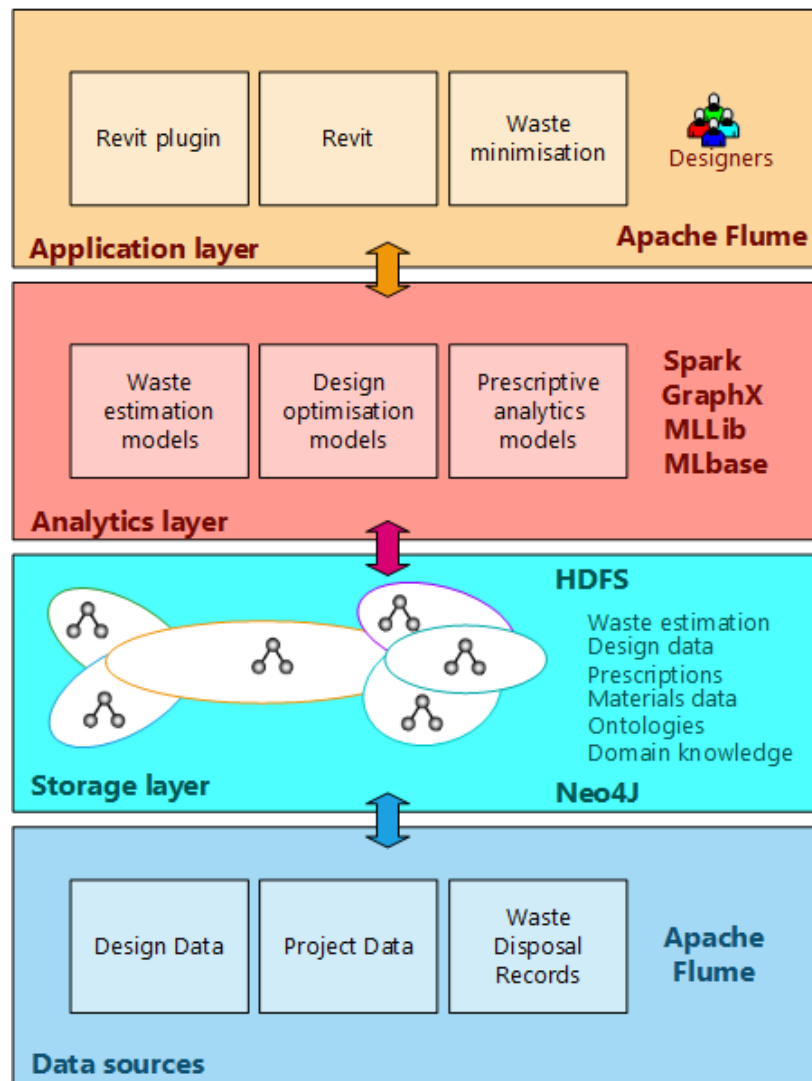 Revit plugin
Revit
Waste
minimisation
Designers
Application layer
Apache Flume
Waste
estimation
models
Design
optimisation
models
Prescriptive
analytics
models
Spark
GraphX
MLLib
MLbase
Analytics layer
HDFS
Waste estimation
Design data
Prescriptions
Materials data
Ontologies
Domain knowledge
Storage layer
Neo4J
Design Data
Project Data
Waste
Disposal
Records
Apache
Flume
Data sources